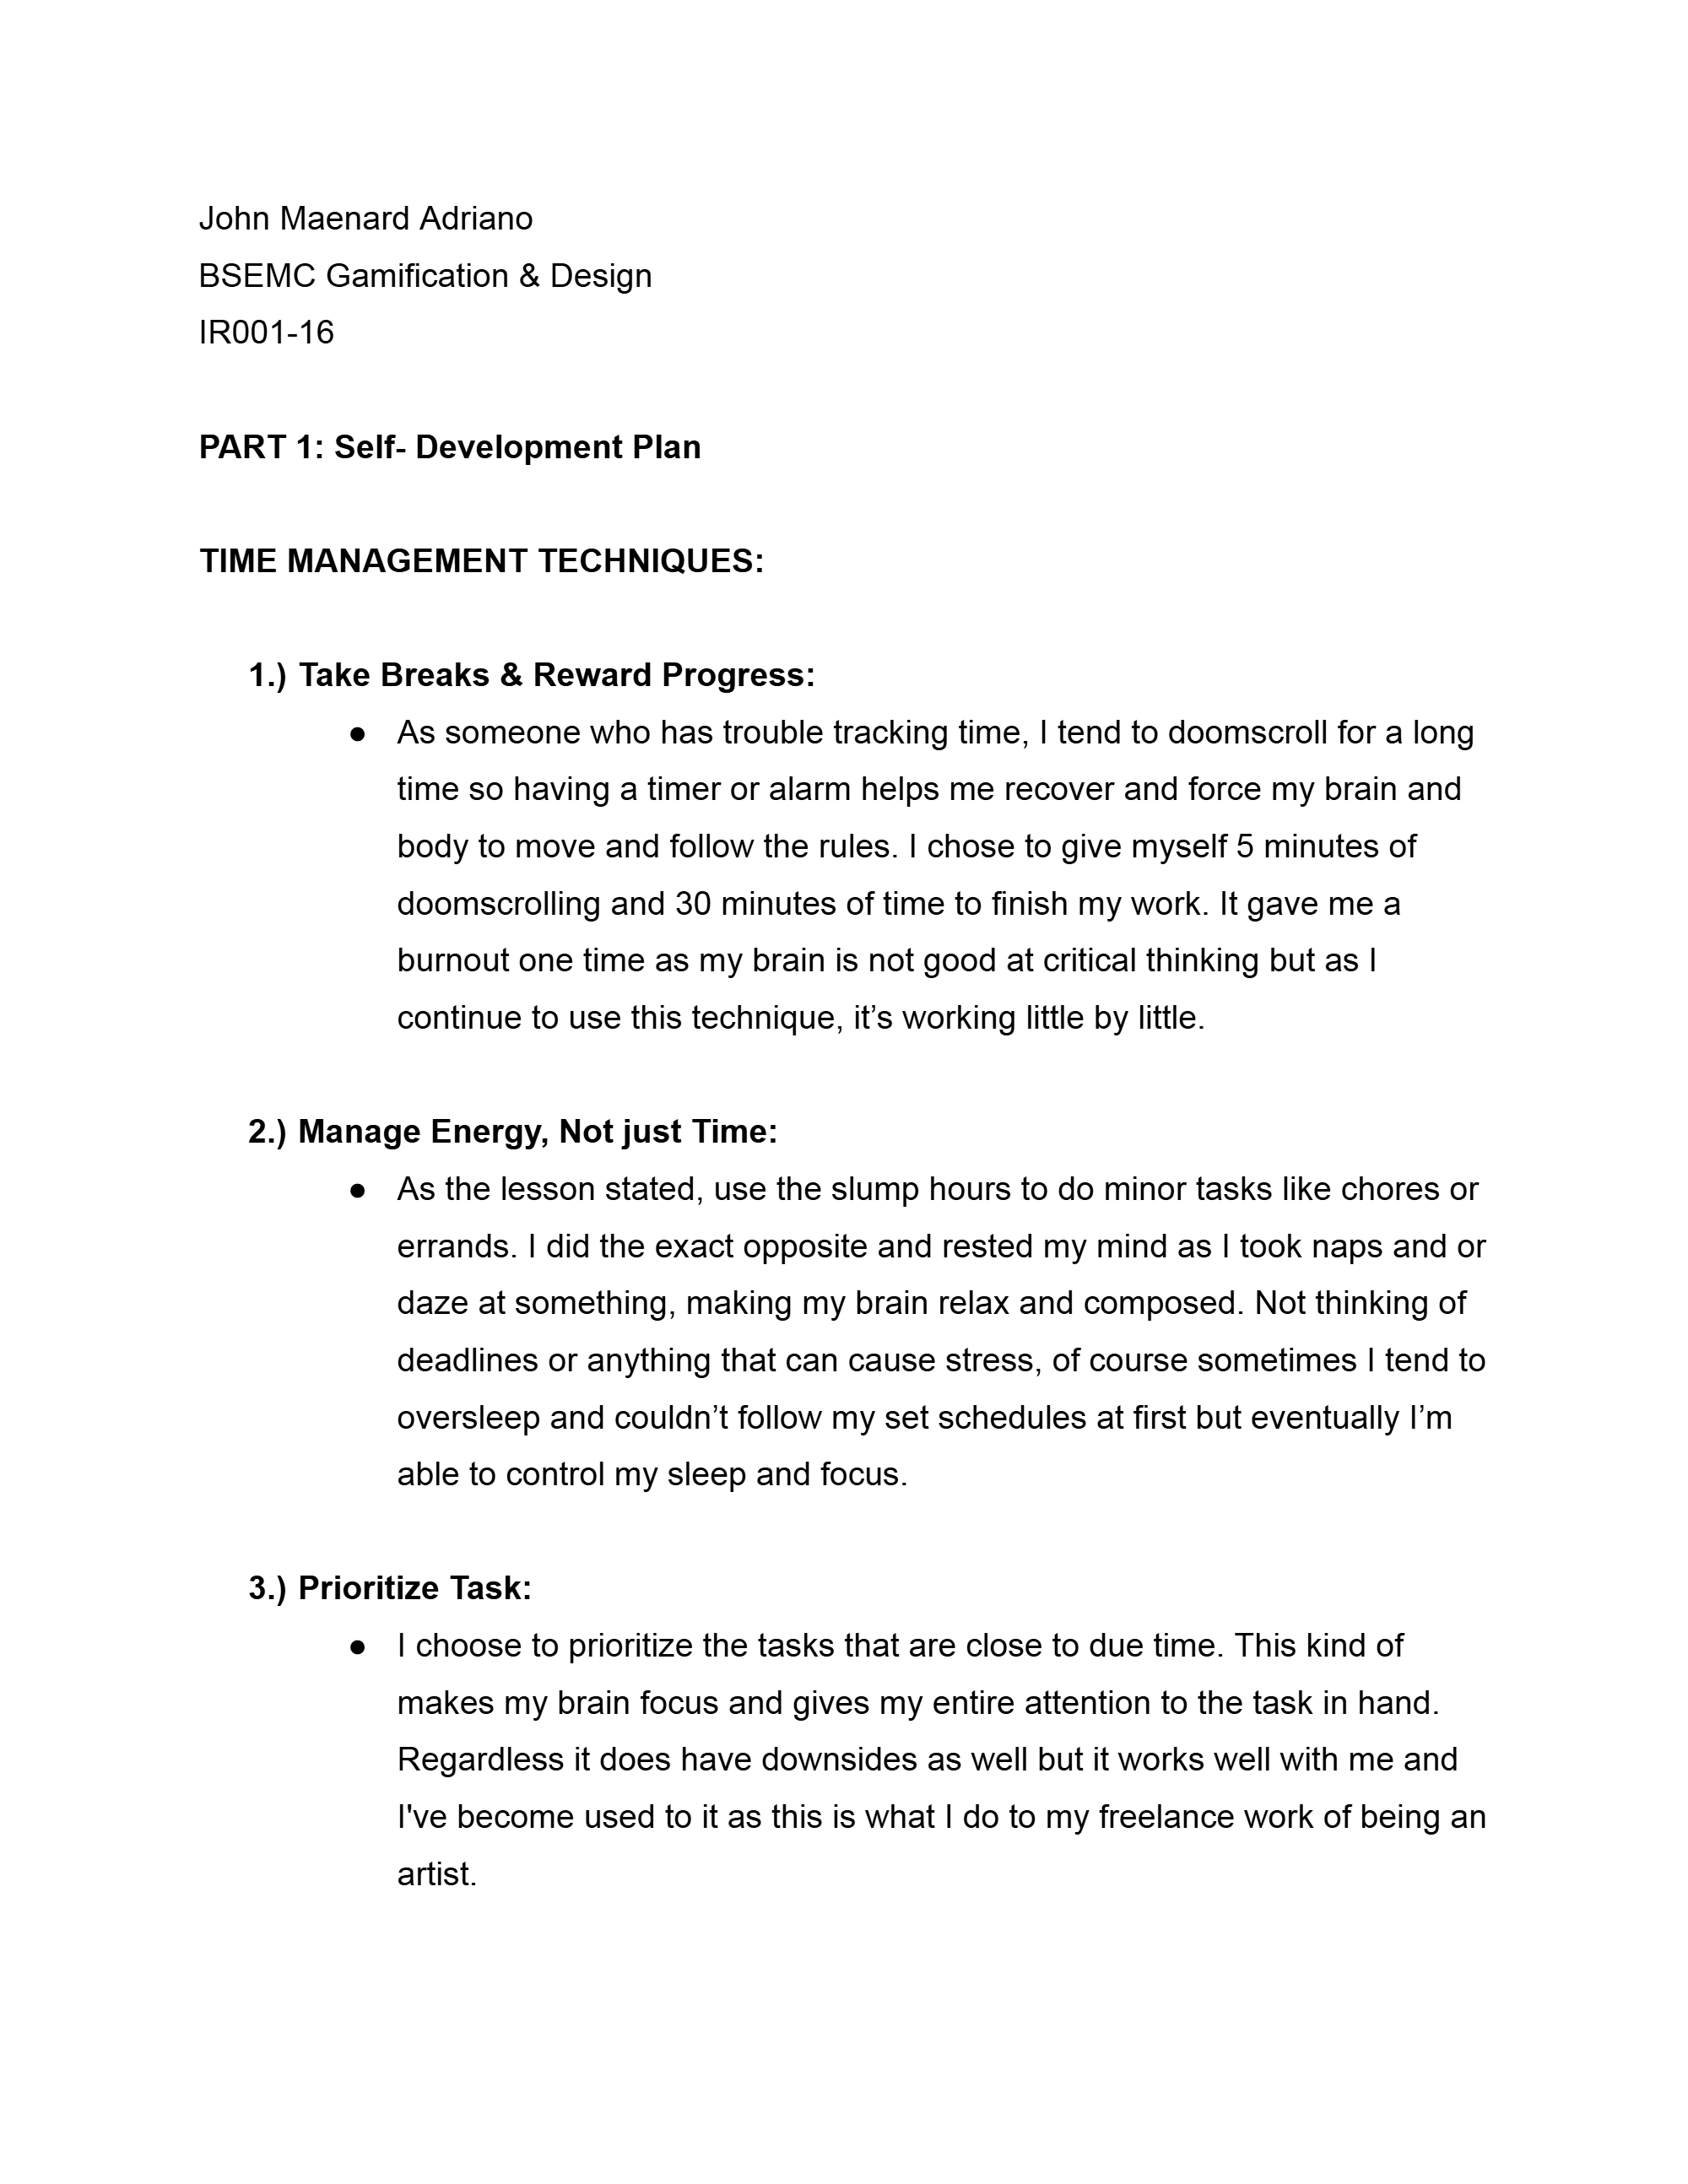 John Maenard Adriano
BSEMC Gamification & Design
IR001-16
PART 1: Self- Development Plan
TIME MANAGEMENT TECHNIQUES:
1.) Take Breaks & Reward Progress:
● As someone who has trouble tracking time, I tend to doomscroll for a long
time so having a timer or alarm helps me recover and force my brain and
body to move and follow the rules. I chose to give myself 5 minutes of
doomscrolling and 30 minutes of time to finish my work. It gave me a
burnout one time as my brain is not good at critical thinking but as I
continue to use this technique, it’s working little by little.
2.) Manage Energy, Not just Time:
● As the lesson stated, use the slump hours to do minor tasks like chores or
errands. I did the exact opposite and rested my mind as I took naps and or
daze at something, making my brain relax and composed. Not thinking of
deadlines or anything that can cause stress, of course sometimes I tend to
oversleep and couldn’t follow my set schedules at first but eventually I’m
able to control my sleep and focus.
3.) Prioritize Task:
● I choose to prioritize the tasks that are close to due time. This kind of
makes my brain focus and gives my entire attention to the task in hand.
Regardless it does have downsides as well but it works well with me and
I've become used to it as this is what I do to my freelance work of being an
artist.